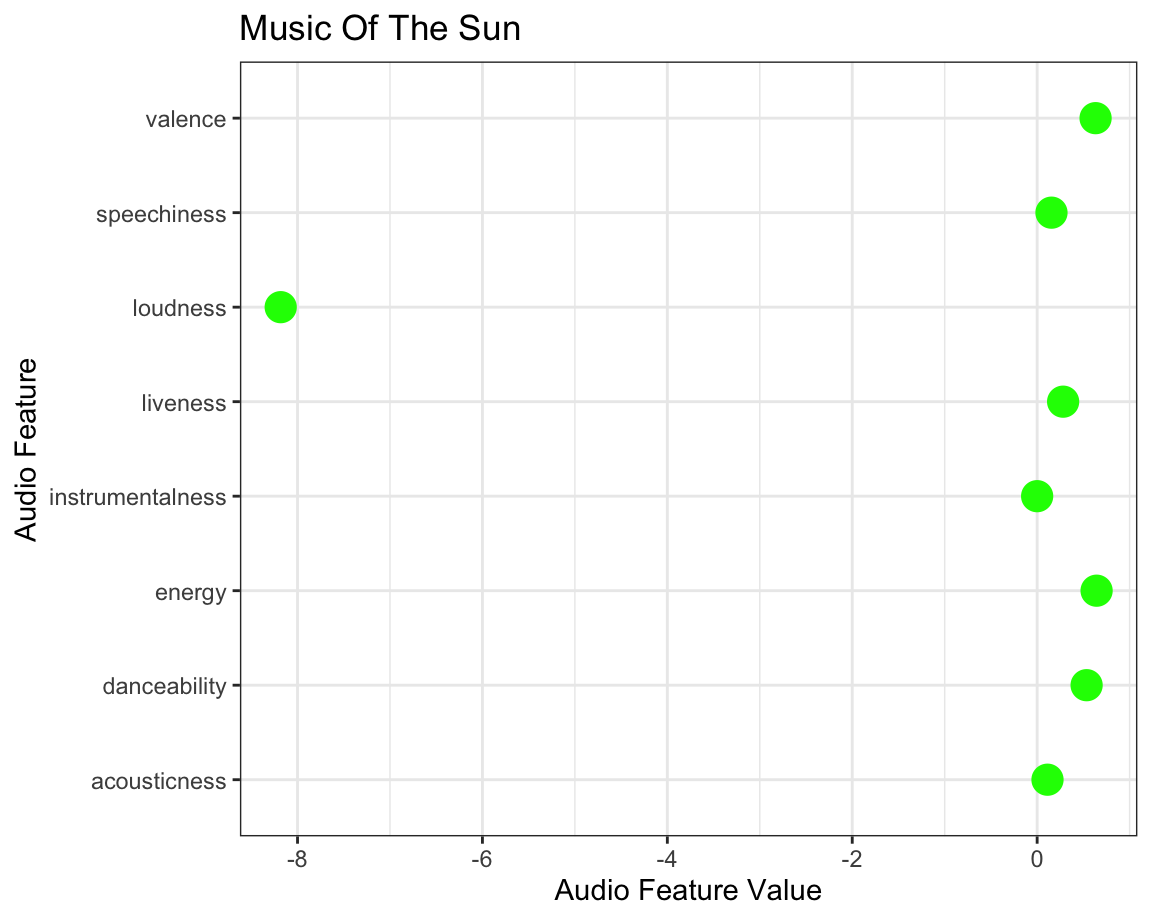 Music Of The Sun
valence
speechiness
loudness
liveness
instrumentalness
energy
danceability
acousticness
Audio Feature
-8 -6 -4 -2 0
Audio Feature Value